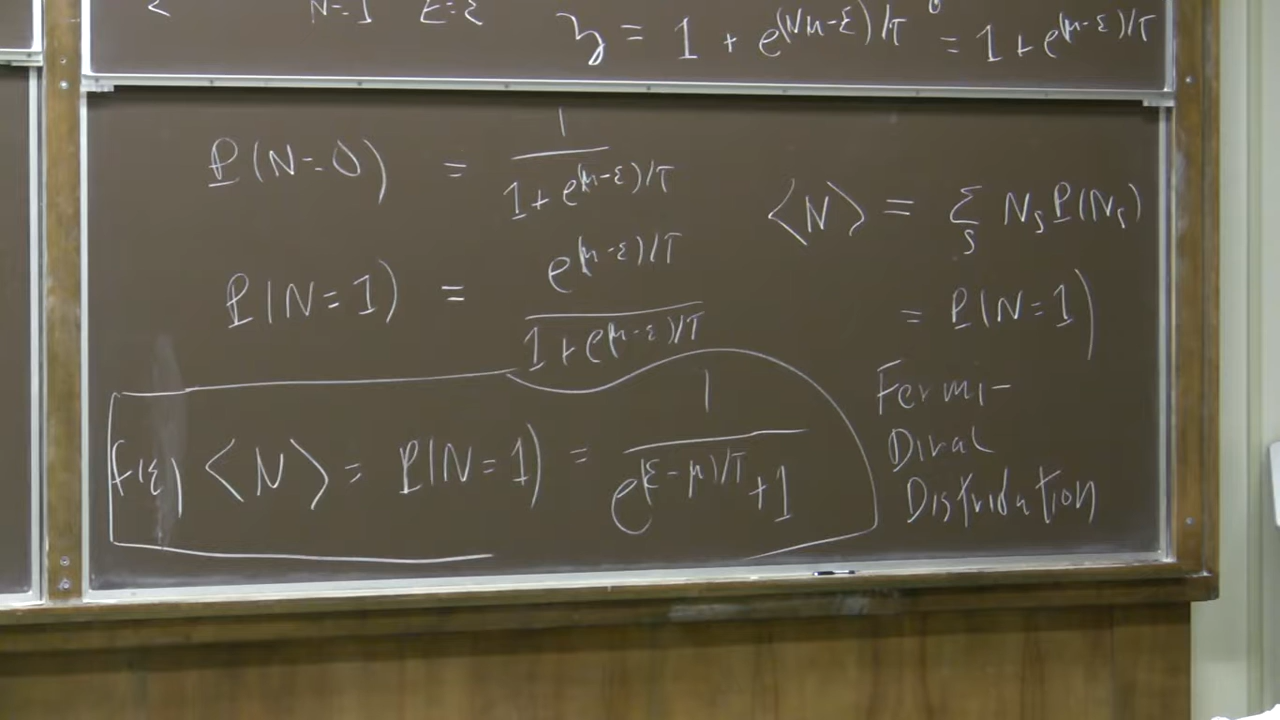 N=1 E=ε
𝔷 = 1 + e^{(Nμ-ε)/τ} = 1 + e^{(μ-ε)/τ}
P(N=0) = 1/(1+e^{(μ-ε)/τ})
⟨N⟩ = Σ_s N_s P(N_s)
P(N=1) = e^{(μ-ε)/τ}/(1+e^{(μ-ε)/τ})
= P(N=1)
f(ε) ⟨N⟩ = P(N=1) = 1/(e^{(ε-μ)/τ}+1)
Fermi-
Dirac
Distribution